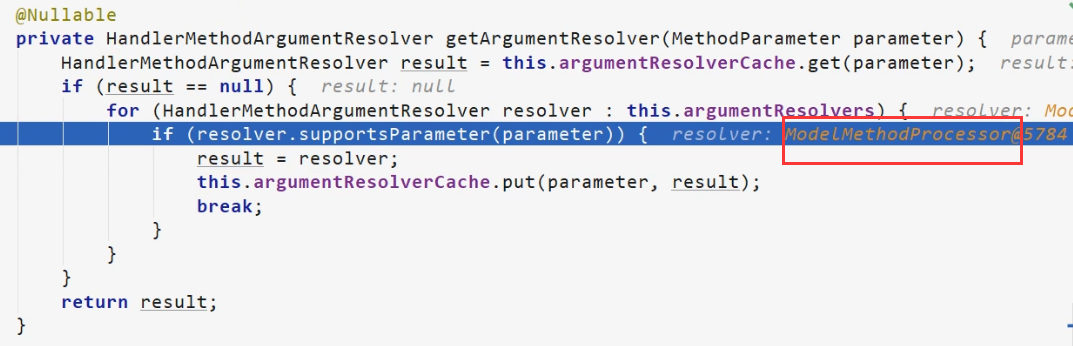 @Nullable
private HandlerMethodArgumentResolver getArgumentResolver(MethodParameter parameter) {  parame
    HandlerMethodArgumentResolver result = this.argumentResolverCache.get(parameter);  result:
    if (result == null) {  result: null
        for (HandlerMethodArgumentResolver resolver : this.argumentResolvers) {  resolver: Mod
            if (resolver.supportsParameter(parameter)) {  resolver: ModelMethodProcessor@5784
                result = resolver;
                this.argumentResolverCache.put(parameter, result);
                break;
            }
        }
    }
    return result;
}